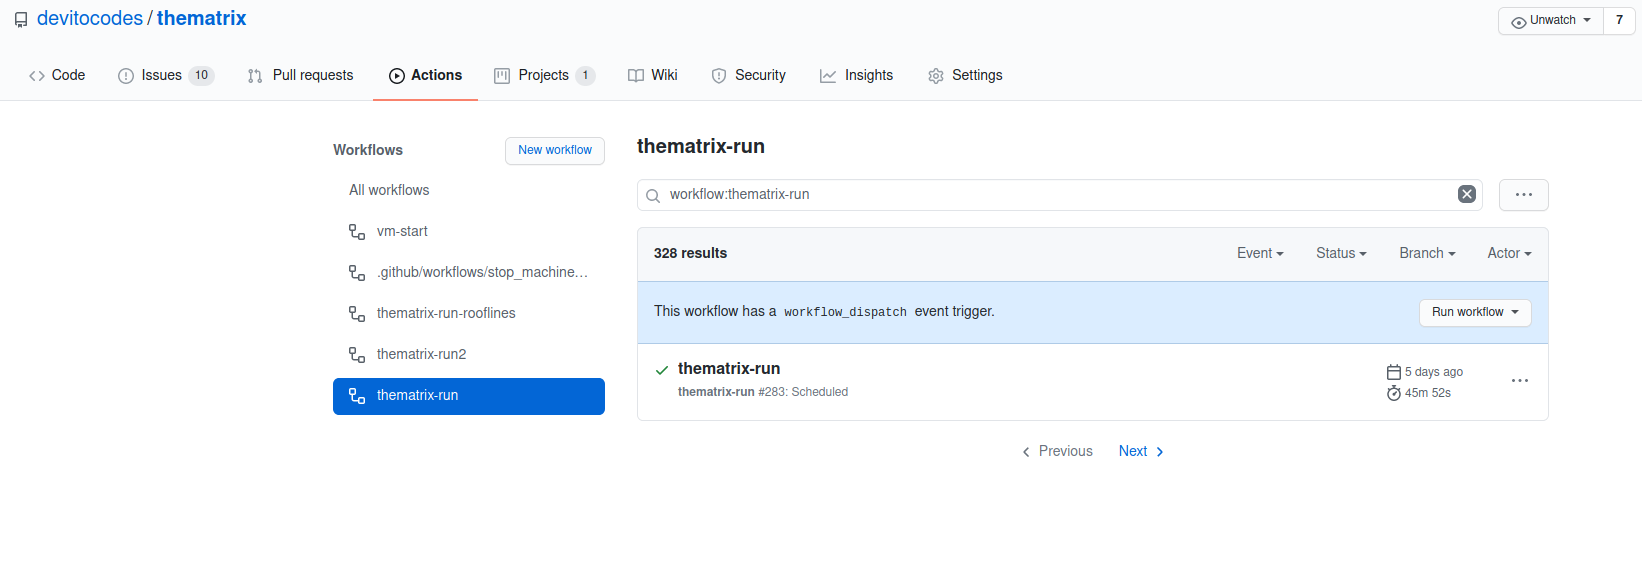 devitocodes / thematrix
Unwatch 7
Code Issues 10 Pull requests Actions Projects 1 Wiki Security Insights Settings
Workflows
New workflow
All workflows
vm-start
.github/workflows/stop_machine...
thematrix-run-rooflines
thematrix-run2
thematrix-run
thematrix-run
workflow:thematrix-run
328 results
Event Status Branch Actor
This workflow has a workflow_dispatch event trigger.
Run workflow
thematrix-run
thematrix-run #283: Scheduled
5 days ago
45m 52s
Previous Next